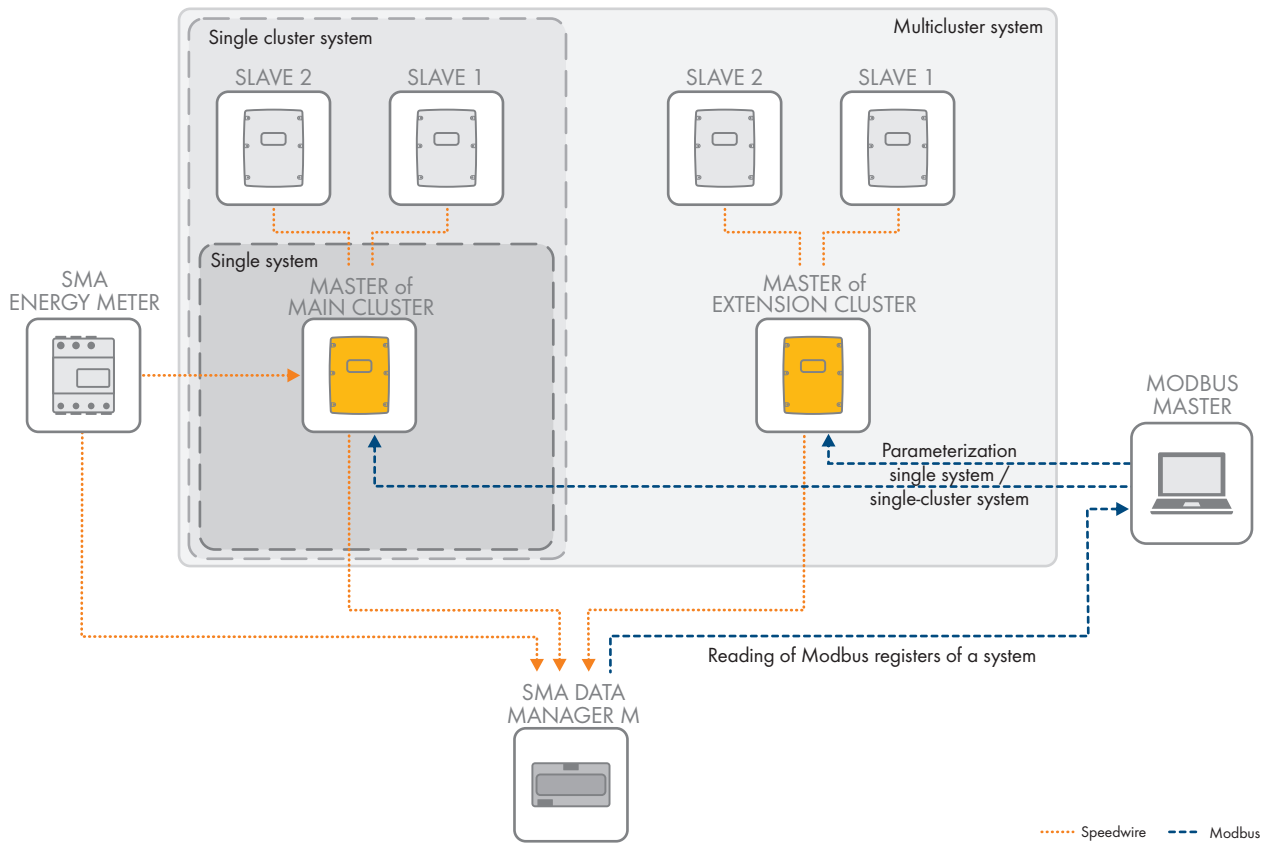 Single cluster system
Multicluster system
SLAVE 2
SLAVE 1
SLAVE 2
SLAVE 1
Single system
SMA
ENERGY METER
MASTER of
MAIN CLUSTER
MASTER of
EXTENSION CLUSTER
MODBUS
MASTER
Parameterization
single system /
single-cluster system
Reading of Modbus registers of a system
SMA DATA
MANAGER M
Speedwire
Modbus